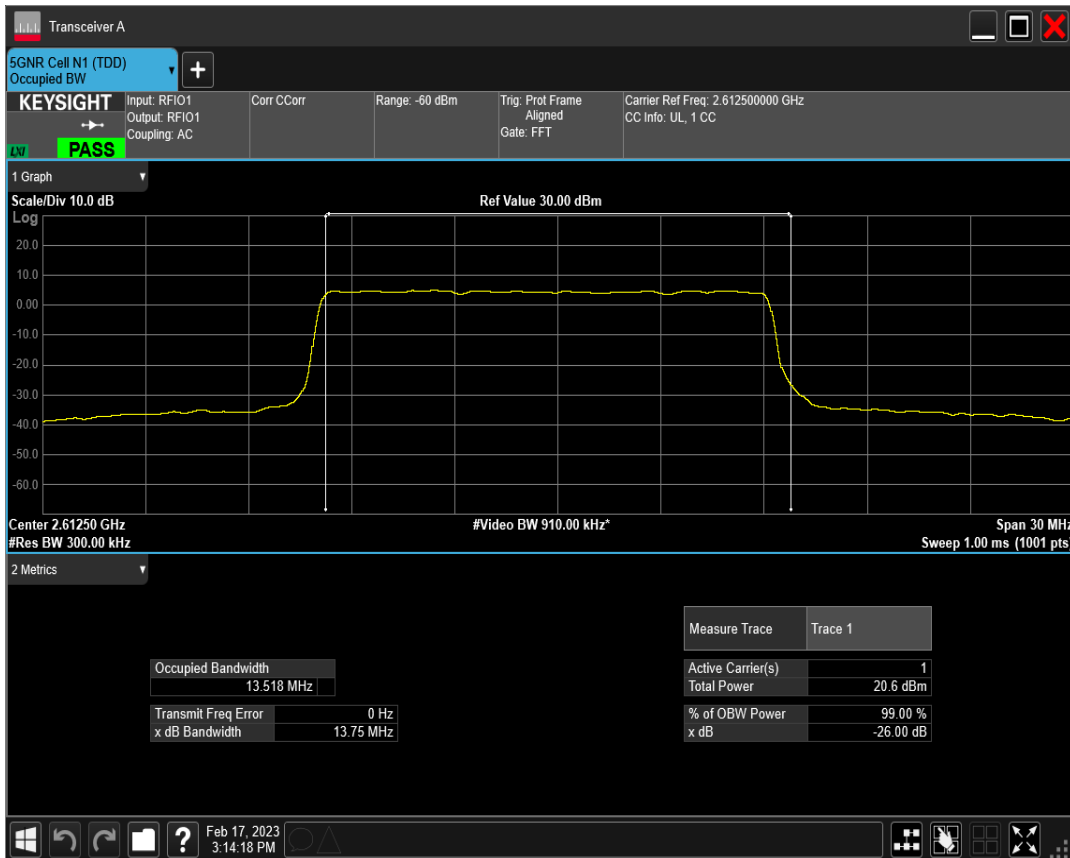 Transceiver A
5GNR Cell N1 (TDD)
Occupied BW
KEYSIGHT
LXI
PASS
Input: RFIO1
Output: RFIO1
Coupling: AC
Corr CCorr
Range: -60 dBm
Trig: Prot Frame
Aligned
Gate: FFT
Carrier Ref Freq: 2.612500000 GHz
CC Info: UL, 1 CC
1 Graph
Scale/Div 10.0 dB
Ref Value 30.00 dBm
Log
20.0
10.0
0.00
-10.0
-20.0
-30.0
-40.0
-50.0
-60.0
Center 2.61250 GHz
#Video BW 910.00 kHz*
Span 30 MHz
#Res BW 300.00 kHz
Sweep 1.00 ms (1001 pts)
2 Metrics
Measure Trace Trace 1
Occupied Bandwidth
13.518 MHz
Transmit Freq Error 0 Hz
x dB Bandwidth 13.75 MHz
Active Carrier(s) 1
Total Power 20.6 dBm
% of OBW Power 99.00 %
x dB -26.00 dB
?
Feb 17, 2023
3:14:18 PM